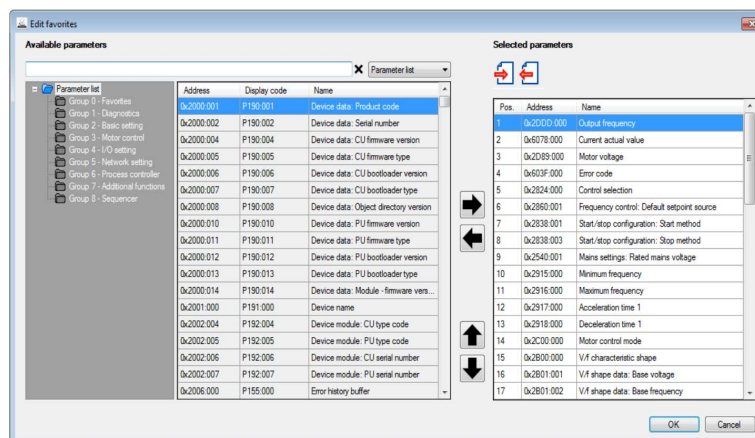 Edit favorites
Available parameters
Parameter list
Parameter list
Group 0 - Favorites
Group 1 - Diagnostics
Group 2 - Basic setting
Group 3 - Motor control
Group 4 - I/O setting
Group 5 - Network setting
Group 6 - Process controller
Group 7 - Additional functions
Group 8 - Sequencer
Address Display code Name
0x2000:001 P190:001 Device data: Product code
0x2000:002 P190:002 Device data: Serial number
0x2000:004 P190:004 Device data: CU firmware version
0x2000:005 P190:005 Device data: CU firmware type
0x2000:006 P190:006 Device data: CU bootloader version
0x2000:007 P190:007 Device data: CU bootloader type
0x2000:008 P190:008 Device data: Object directory version
0x2000:010 P190:010 Device data: PU firmware version
0x2000:011 P190:011 Device data: PU firmware type
0x2000:012 P190:012 Device data: PU bootloader version
0x2000:013 P190:013 Device data: PU bootloader type
0x2000:014 P190:014 Device data: Module - firmware vers...
0x2001:000 P191:000 Device name
0x2002:004 P192:004 Device module: CU type code
0x2002:005 P192:005 Device module: PU type code
0x2002:006 P192:006 Device module: CU serial number
0x2002:007 P192:007 Device module: PU serial number
0x2006:000 P155:000 Error history buffer
Selected parameters
Pos. Address Name
1 0x2DDD:000 Output frequency
2 0x6078:000 Current actual value
3 0x2D89:000 Motor voltage
4 0x603F:000 Error code
5 0x2824:000 Control selection
6 0x2860:001 Frequency control: Default setpoint source
7 0x2838:001 Start/stop configuration: Start method
8 0x2838:003 Start/stop configuration: Stop method
9 0x2540:001 Mains settings: Rated mains voltage
10 0x2915:000 Minimum frequency
11 0x2916:000 Maximum frequency
12 0x2917:000 Acceleration time 1
13 0x2918:000 Deceleration time 1
14 0x2C00:000 Motor control mode
15 0x2B00:000 V/f characteristic shape
16 0x2B01:001 V/f shape data: Base voltage
17 0x2B01:002 V/f shape data: Base frequency
OK Cancel